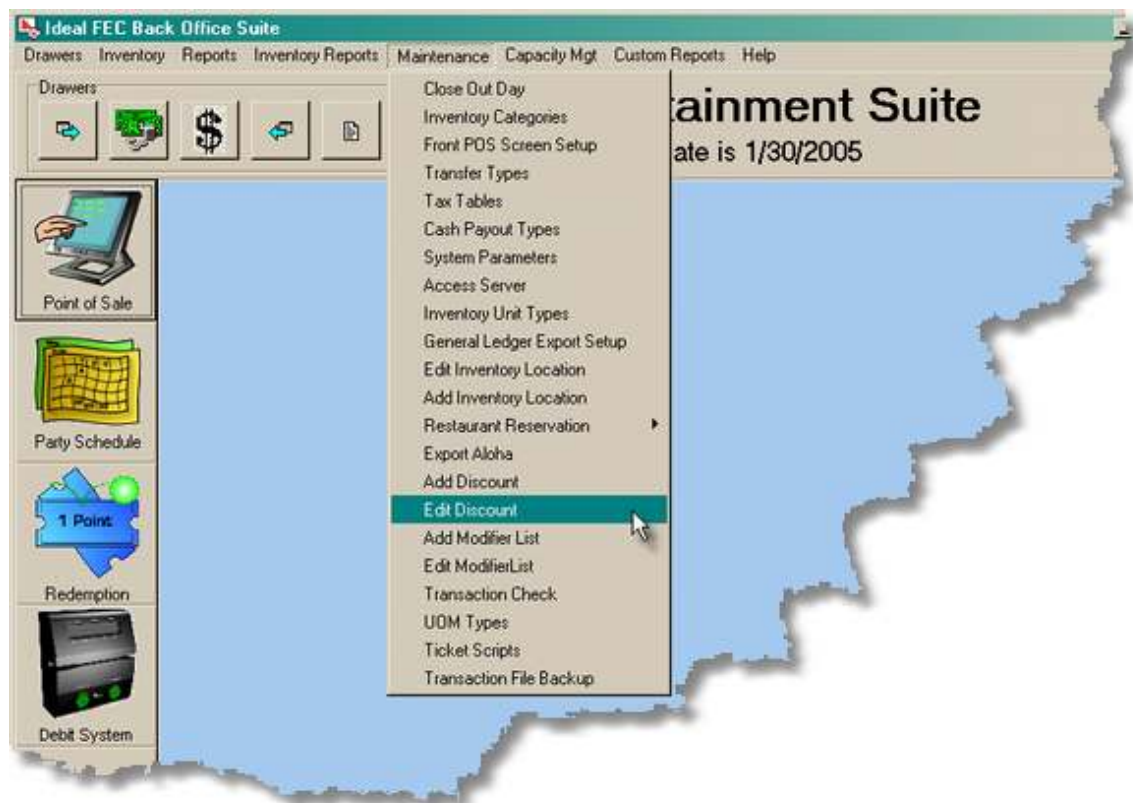 Ideal FEC Back Office Suite
Drawers Inventory Reports Inventory Reports Maintenance Capacity Mgt Custom Reports Help
Drawers
tainment Suite
ate is 1/30/2005
Close Out Day
Inventory Categories
Front POS Screen Setup
Transfer Types
Tax Tables
Cash Payout Types
System Parameters
Access Server
Inventory Unit Types
General Ledger Export Setup
Edit Inventory Location
Add Inventory Location
Restaurant Reservation
Export Aloha
Add Discount
Edit Discount
Add Modifier List
Edit ModifierList
Transaction Check
UOM Types
Ticket Scripts
Transaction File Backup
$
Point of Sale
Party Schedule
1 Point
Redemption
Debit System